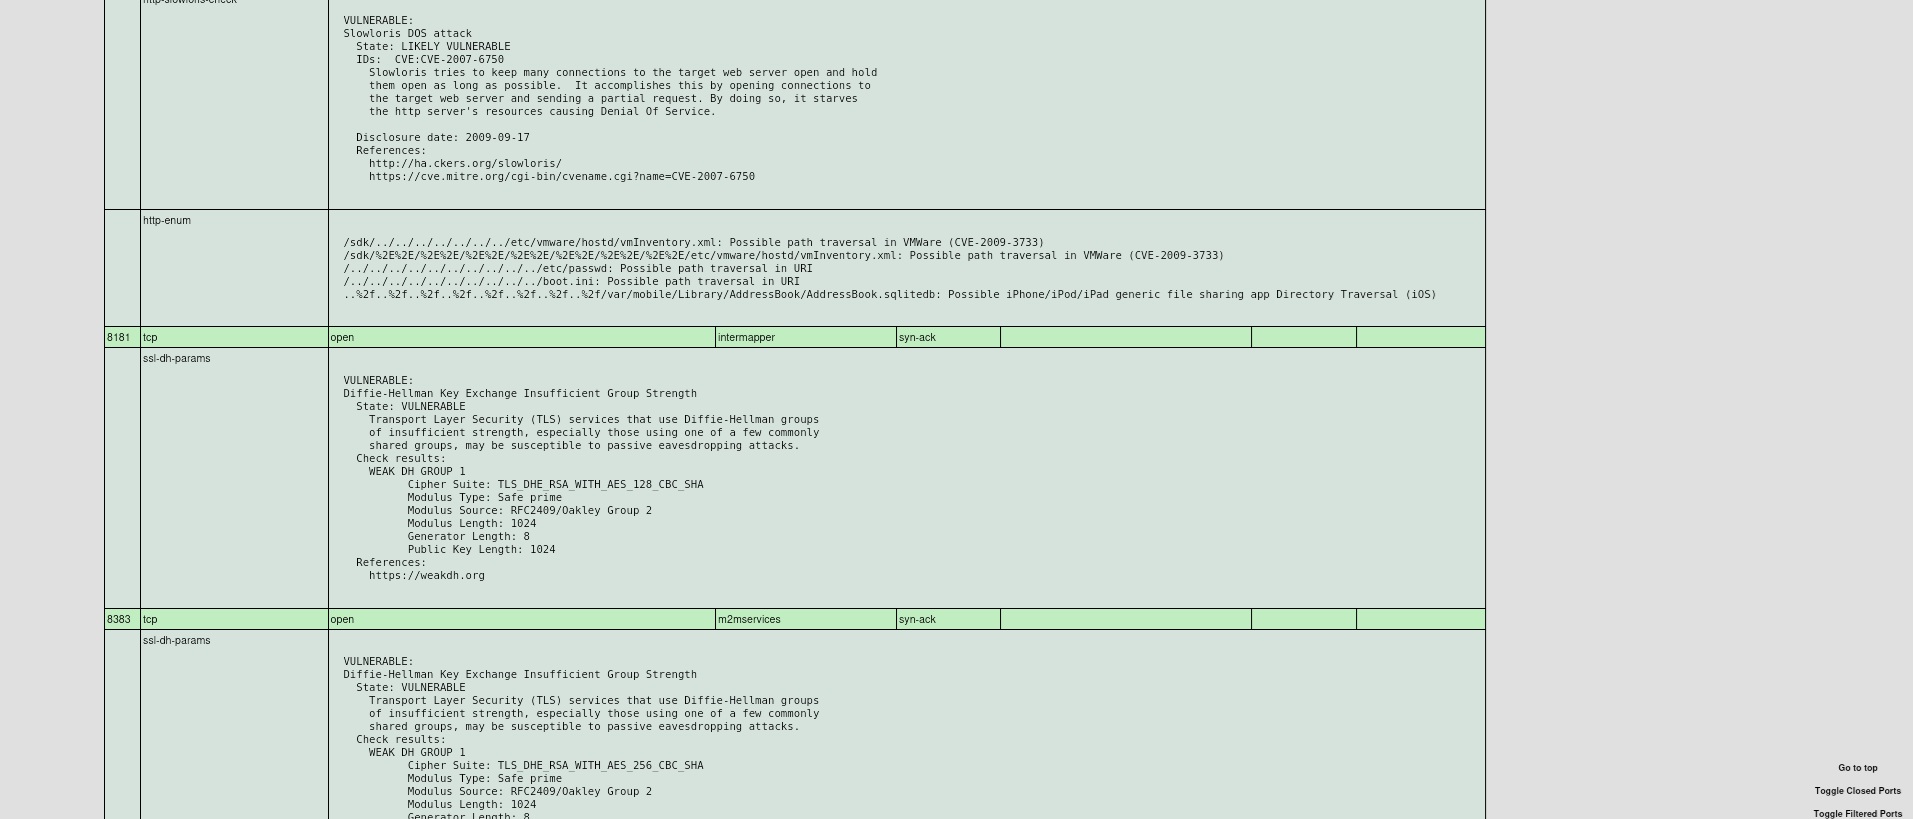 http-slowloris-check
VULNERABLE:
Slowloris DOS attack
State: LIKELY VULNERABLE
IDs:  CVE:CVE-2007-6750
Slowloris tries to keep many connections to the target web server open and hold
them open as long as possible.  It accomplishes this by opening connections to
the target web server and sending a partial request. By doing so, it starves
the http server's resources causing Denial Of Service.
Disclosure date: 2009-09-17
References:
http://ha.ckers.org/slowloris/
https://cve.mitre.org/cgi-bin/cvename.cgi?name=CVE-2007-6750
http-enum
/sdk/../../../../../../../etc/vmware/hostd/vmInventory.xml: Possible path traversal in VMWare (CVE-2009-3733)
/sdk/%2E%2E/%2E%2E/%2E%2E/%2E%2E/%2E%2E/%2E%2E/%2E%2E/etc/vmware/hostd/vmInventory.xml: Possible path traversal in VMWare (CVE-2009-3733)
/../../../../../../../../../../etc/passwd: Possible path traversal in URI
/../../../../../../../../../../boot.ini: Possible path traversal in URI
..%2f..%2f..%2f..%2f..%2f..%2f..%2f..%2f/var/mobile/Library/AddressBook/AddressBook.sqlitedb: Possible iPhone/iPod/iPad generic file sharing app Directory Traversal (iOS)
8181 tcp open intermapper syn-ack
ssl-dh-params
VULNERABLE:
Diffie-Hellman Key Exchange Insufficient Group Strength
State: VULNERABLE
Transport Layer Security (TLS) services that use Diffie-Hellman groups
of insufficient strength, especially those using one of a few commonly
shared groups, may be susceptible to passive eavesdropping attacks.
Check results:
WEAK DH GROUP 1
Cipher Suite: TLS_DHE_RSA_WITH_AES_128_CBC_SHA
Modulus Type: Safe prime
Modulus Source: RFC2409/Oakley Group 2
Modulus Length: 1024
Generator Length: 8
Public Key Length: 1024
References:
https://weakdh.org
8383 tcp open m2mservices syn-ack
ssl-dh-params
VULNERABLE:
Diffie-Hellman Key Exchange Insufficient Group Strength
State: VULNERABLE
Transport Layer Security (TLS) services that use Diffie-Hellman groups
of insufficient strength, especially those using one of a few commonly
shared groups, may be susceptible to passive eavesdropping attacks.
Check results:
WEAK DH GROUP 1
Cipher Suite: TLS_DHE_RSA_WITH_AES_256_CBC_SHA
Modulus Type: Safe prime
Modulus Source: RFC2409/Oakley Group 2
Modulus Length: 1024
Generator Length: 8
Go to top
Toggle Closed Ports
Toggle Filtered Ports